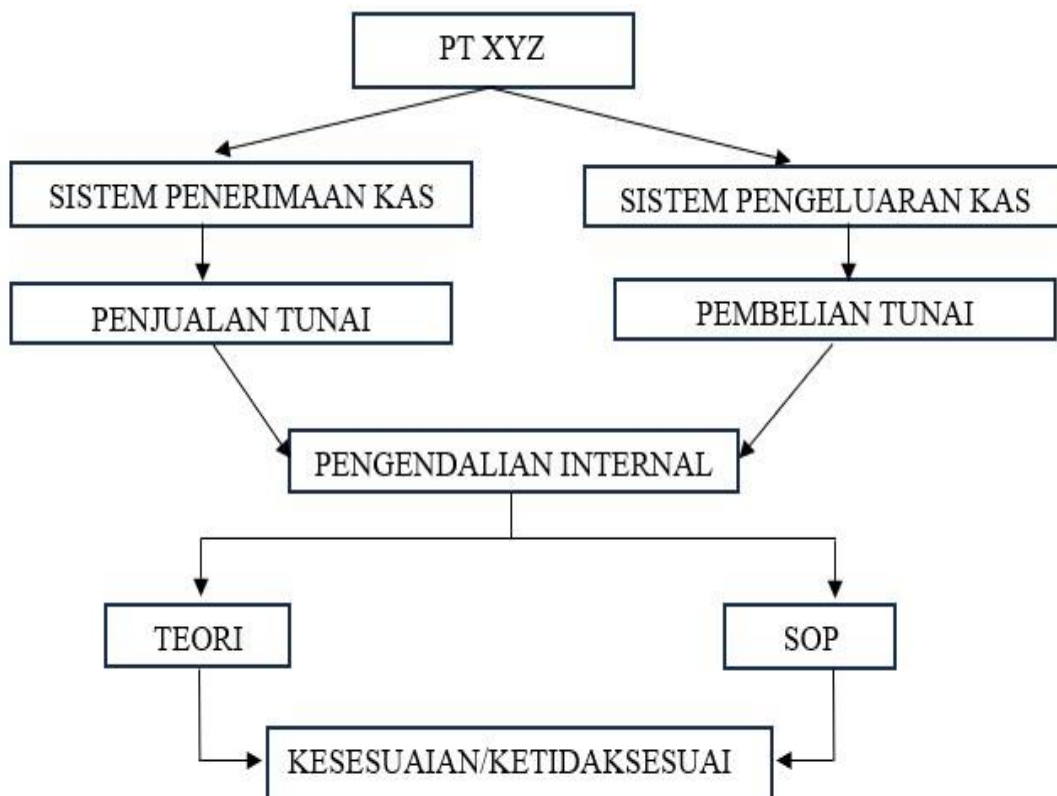 PT XYZ
SISTEM PENERIMAAN KAS
SISTEM PENGELUARAN KAS
PENJUALAN TUNAI
PEMBELIAN TUNAI
PENGENDALIAN INTERNAL
TEORI
SOP
KESESUAIAN/KETIDAKSESUAI